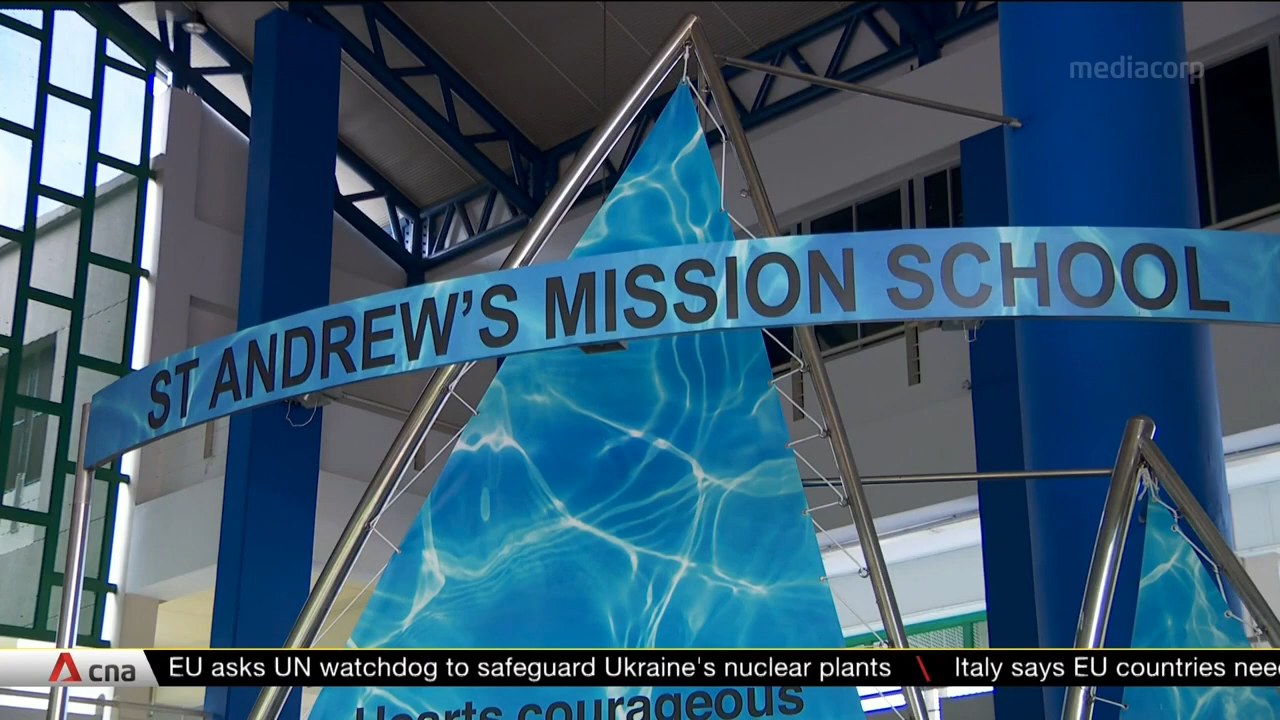 mediacorp
ST ANDREW'S MISSION SCHOOL
cna EU asks UN watchdog to safeguard Ukraine's nuclear plants \ Italy says EU countries
Hearts courageous